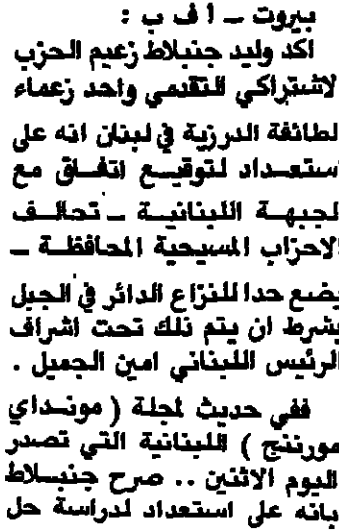 بيروت ـ ا ف ب :
اكد وليد جنبلاط زعيم الحزب
لاشتراكي التقدمي واحد زعماء
لطائفة الدرزية في لبنان انه على
استعداد لتوقيع اتفاق مع
لجبهة اللبنانية ـ تحالف
الاحزاب المسيحية المحافظة ـ
يضع حدا للنزاع الدائر في الجبل
بشرط ان يتم ذلك تحت اشراف
الرئيس اللبناني امين الجميل .
ففي حديث لمجلة ( مونداي
مورننج ) اللبنانية التي تصدر
اليوم الاثنين .. صرح جنبلاط
بانه على استعداد لدراسة حل